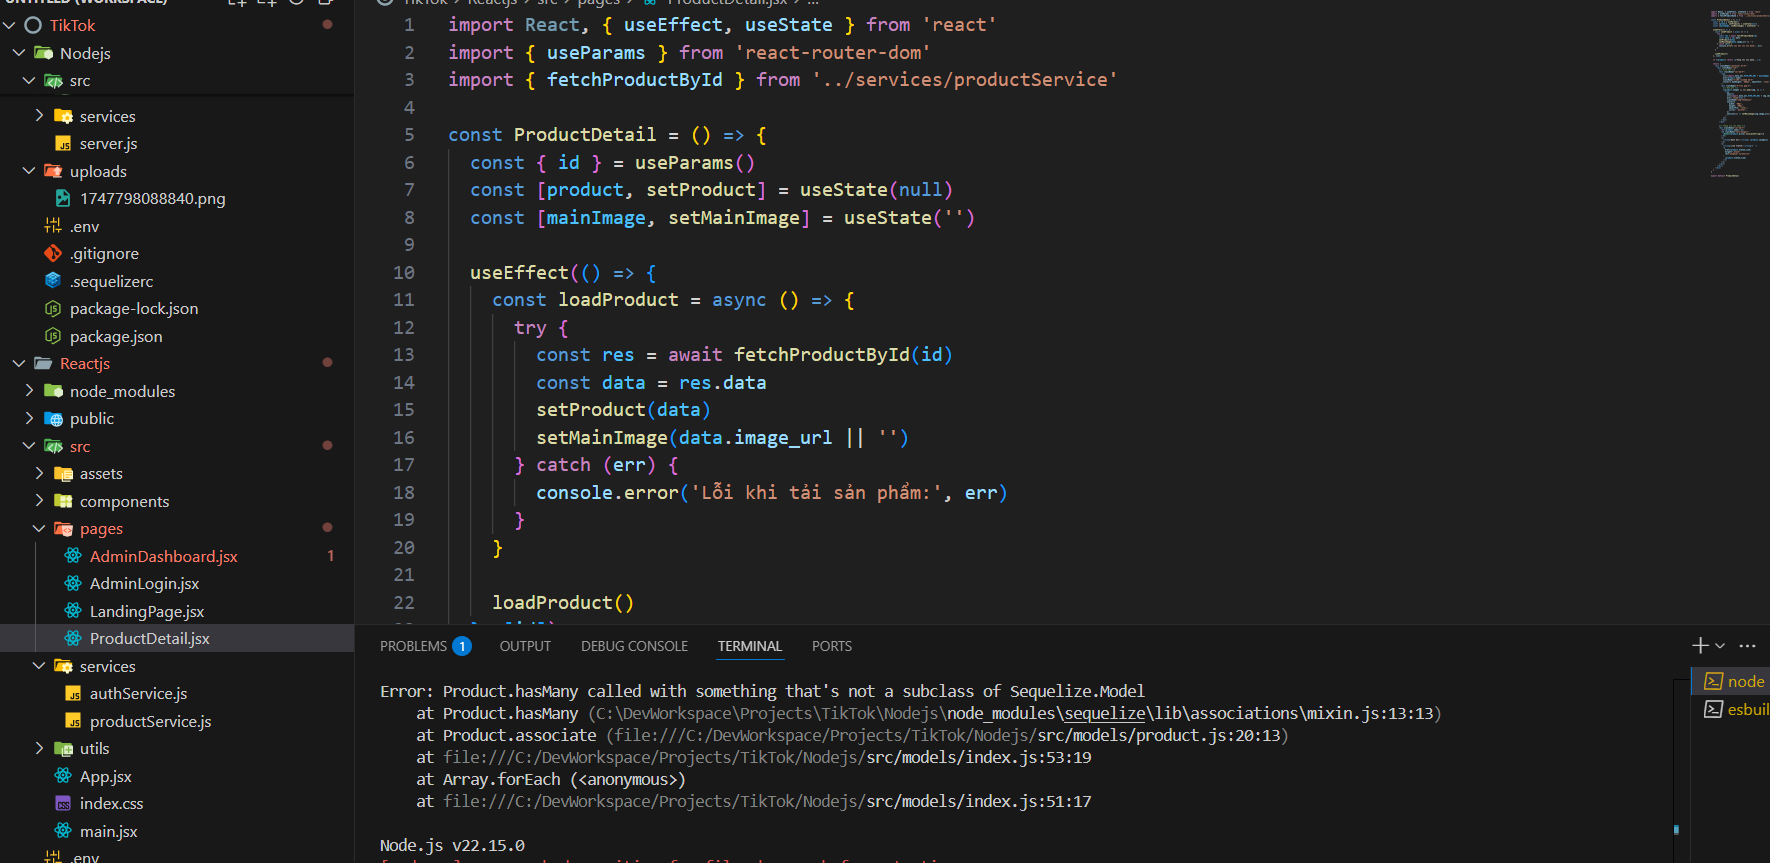 UNTITLED (WORKSPACE)
TikTok
Nodejs
src
services
server.js
uploads
1747798088840.png
.env
.gitignore
.sequelizerc
package-lock.json
package.json
Reactjs
node_modules
public
src
assets
components
pages
AdminDashboard.jsx 1
AdminLogin.jsx
LandingPage.jsx
ProductDetail.jsx
services
authService.js
productService.js
utils
App.jsx
index.css
main.jsx
.env
TikTok > Reactjs > src > pages > ProductDetail.jsx > ...
1 import React, { useEffect, useState } from 'react'
2 import { useParams } from 'react-router-dom'
3 import { fetchProductById } from '../services/productService'
4
5 const ProductDetail = () => {
6 const { id } = useParams()
7 const [product, setProduct] = useState(null)
8 const [mainImage, setMainImage] = useState('')
9
10 useEffect(() => {
11 const loadProduct = async () => {
12 try {
13 const res = await fetchProductById(id)
14 const data = res.data
15 setProduct(data)
16 setMainImage(data.image_url || '')
17 } catch (err) {
18 console.error('Lỗi khi tải sản phẩm:', err)
19 }
20 }
21
22 loadProduct()
PROBLEMS 1 OUTPUT DEBUG CONSOLE TERMINAL PORTS
Error: Product.hasMany called with something that's not a subclass of Sequelize.Model
at Product.hasMany (C:\DevWorkspace\Projects\TikTok\Nodejs\node_modules\sequelize\lib\associations\mixin.js:13:13)
at Product.associate (file:///C:/DevWorkspace/Projects/TikTok/Nodejs/src/models/product.js:20:13)
at file:///C:/DevWorkspace/Projects/TikTok/Nodejs/src/models/index.js:53:19
at Array.forEach (<anonymous>)
at file:///C:/DevWorkspace/Projects/TikTok/Nodejs/src/models/index.js:51:17
Node.js v22.15.0
node
esbuil